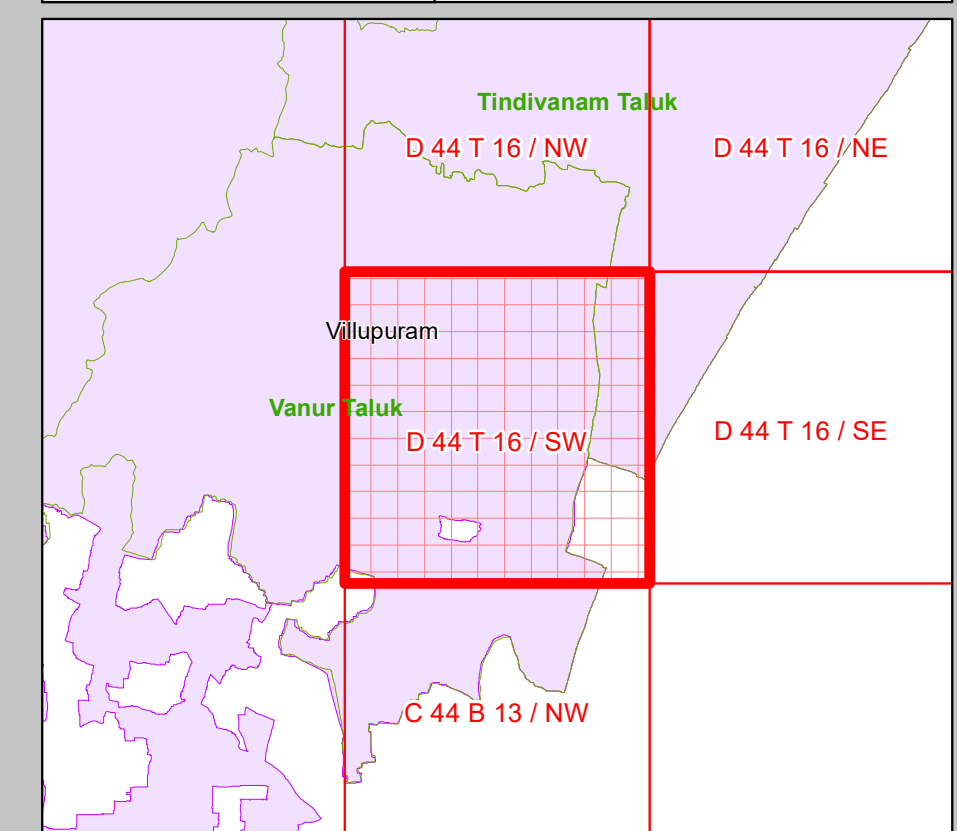 Tindivanam Taluk
D 44 T 16 / NW
D 44 T 16 / NE
Villupuram
Vanur Taluk
D 44 T 16 / SW
D 44 T 16 / SE
C 44 B 13 / NW